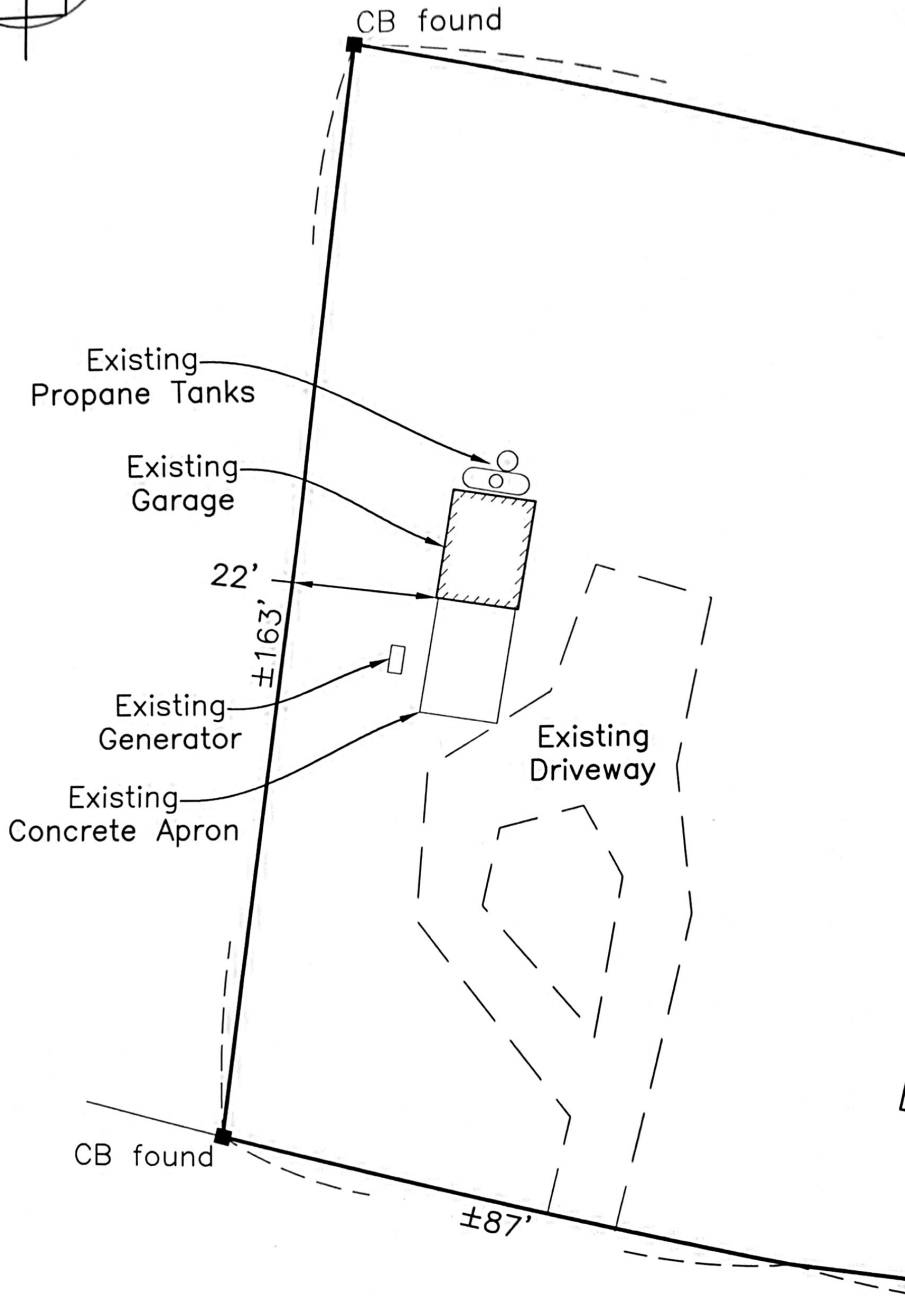 CB found
Existing
Propane Tanks
Existing
Garage
22'
±163'
Existing
Generator
Existing
Driveway
Existing
Concrete Apron
CB found
±87'